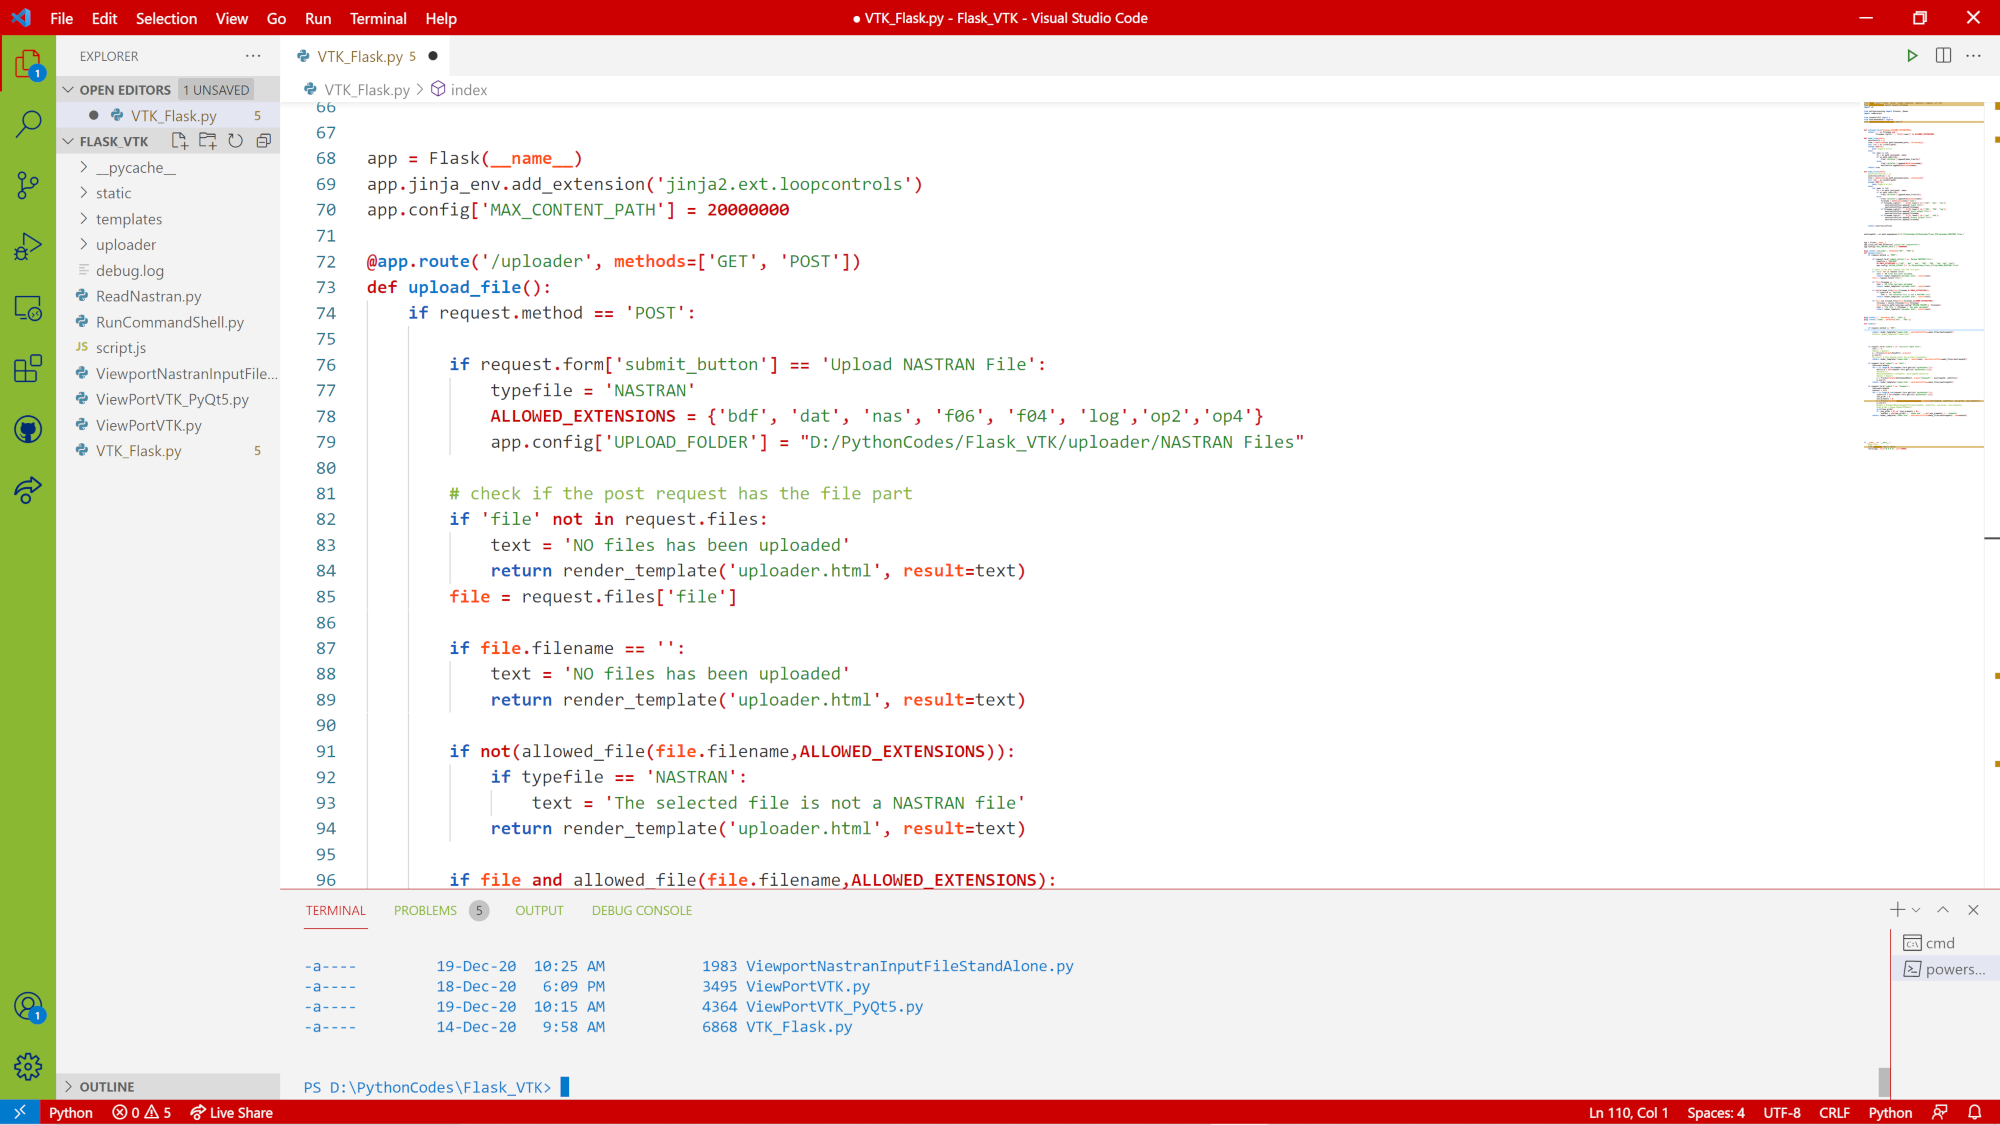 File Edit Selection View Go Run Terminal Help
● VTK_Flask.py - Flask_VTK - Visual Studio Code
EXPLORER
OPEN EDITORS 1 UNSAVED
VTK_Flask.py 5
FLASK_VTK
__pycache__
static
templates
uploader
debug.log
ReadNastran.py
RunCommandShell.py
JS script.js
ViewportNastranInputFile...
ViewPortVTK_PyQt5.py
ViewPortVTK.py
VTK_Flask.py 5
OUTLINE
1
1
VTK_Flask.py 5
VTK_Flask.py > index
66
67
68 app = Flask(__name__)
69 app.jinja_env.add_extension('jinja2.ext.loopcontrols')
70 app.config['MAX_CONTENT_PATH'] = 20000000
71
72 @app.route('/uploader', methods=['GET', 'POST'])
73 def upload_file():
74 if request.method == 'POST':
75
76 if request.form['submit_button'] == 'Upload NASTRAN File':
77 typefile = 'NASTRAN'
78 ALLOWED_EXTENSIONS = {'bdf', 'dat', 'nas', 'f06', 'f04', 'log','op2','op4'}
79 app.config['UPLOAD_FOLDER'] = "D:/PythonCodes/Flask_VTK/uploader/NASTRAN Files"
80
81 # check if the post request has the file part
82 if 'file' not in request.files:
83 text = 'NO files has been uploaded'
84 return render_template('uploader.html', result=text)
85 file = request.files['file']
86
87 if file.filename == '':
88 text = 'NO files has been uploaded'
89 return render_template('uploader.html', result=text)
90
91 if not(allowed_file(file.filename,ALLOWED_EXTENSIONS)):
92 if typefile == 'NASTRAN':
93 text = 'The selected file is not a NASTRAN file'
94 return render_template('uploader.html', result=text)
95
96 if file and allowed_file(file.filename,ALLOWED_EXTENSIONS):
TERMINAL PROBLEMS 5 OUTPUT DEBUG CONSOLE
-a---- 19-Dec-20 10:25 AM 1983 ViewportNastranInputFileStandAlone.py
-a---- 18-Dec-20 6:09 PM 3495 ViewPortVTK.py
-a---- 19-Dec-20 10:15 AM 4364 ViewPortVTK_PyQt5.py
-a---- 14-Dec-20 9:58 AM 6868 VTK_Flask.py
PS D:\PythonCodes\Flask_VTK>
cmd
powers...
Python 0 5 Live Share
Ln 110, Col 1 Spaces: 4 UTF-8 CRLF Python